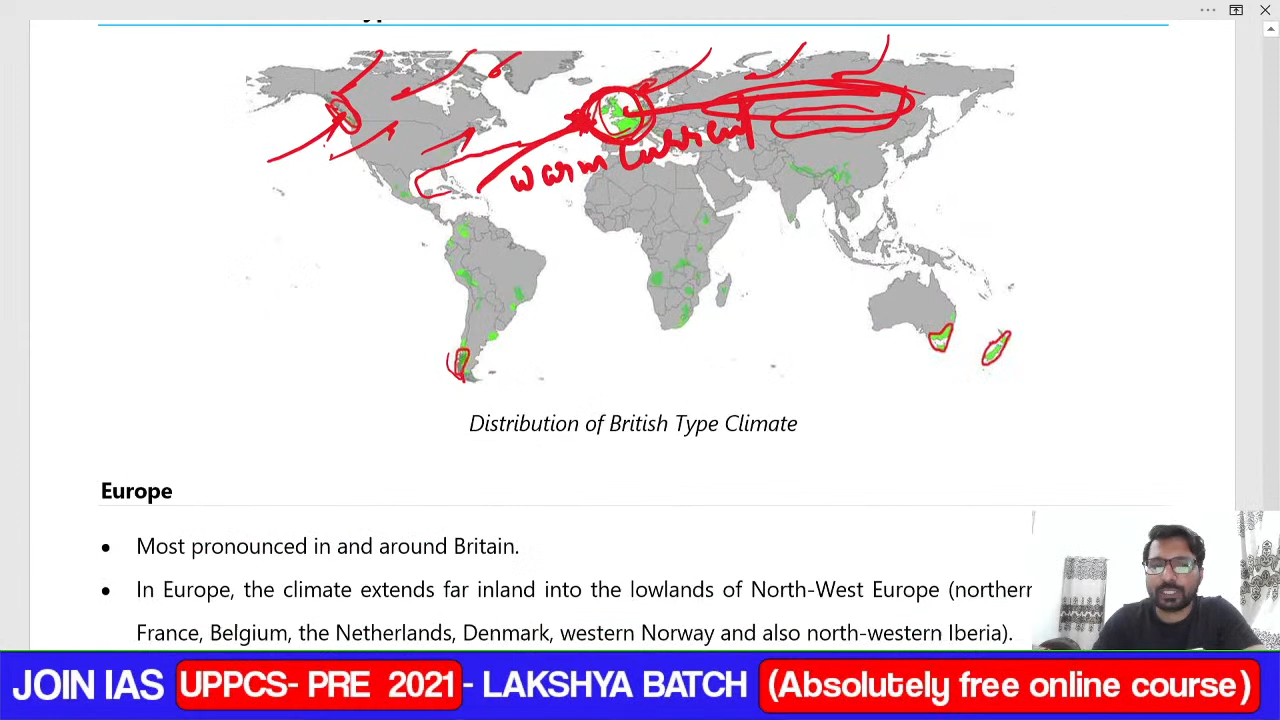 warm current
Distribution of British Type Climate
Europe
• Most pronounced in and around Britain.
• In Europe, the climate extends far inland into the lowlands of North-West Europe (northern
France, Belgium, the Netherlands, Denmark, western Norway and also north-western Iberia).
JOIN IAS UPPCS- PRE 2021 - LAKSHYA BATCH (Absolutely free online course)